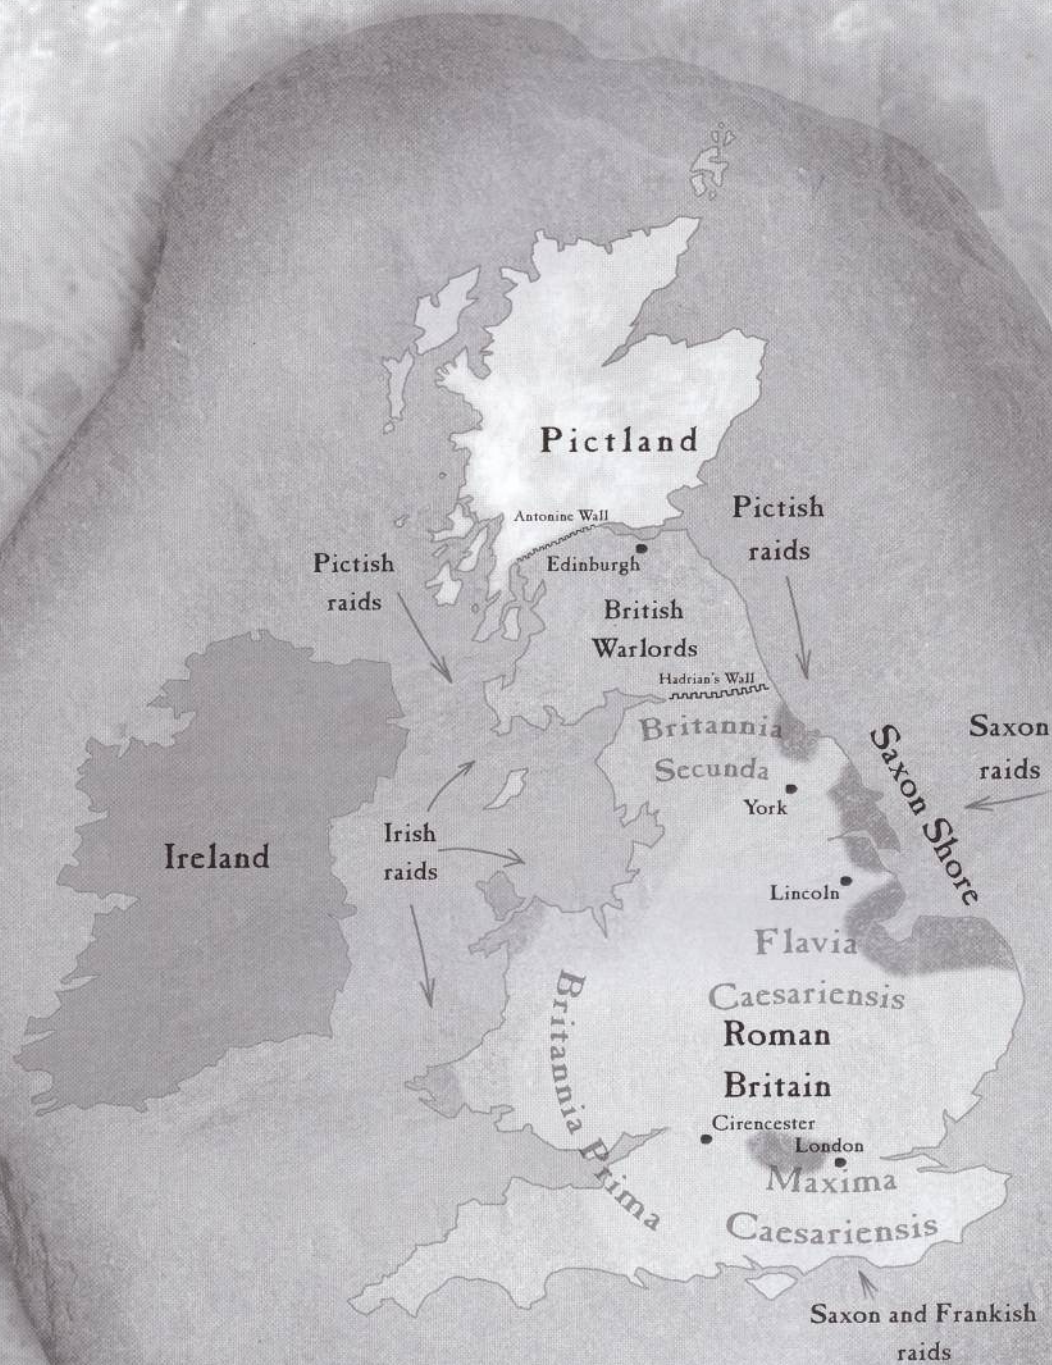 Pictland
Antonine Wall
Pictish
raids
Pictish
raids
Edinburgh
British
Warlords
Hadrian's Wall
Britannia
Secunda
York
Saxon Shore
Saxon
raids
Irish
raids
Ireland
Lincoln
Flavia
Caesariensis
Roman
Britain
Britannia Prima
Cirencester
London
Maxima
Caesariensis
Saxon and Frankish
raids